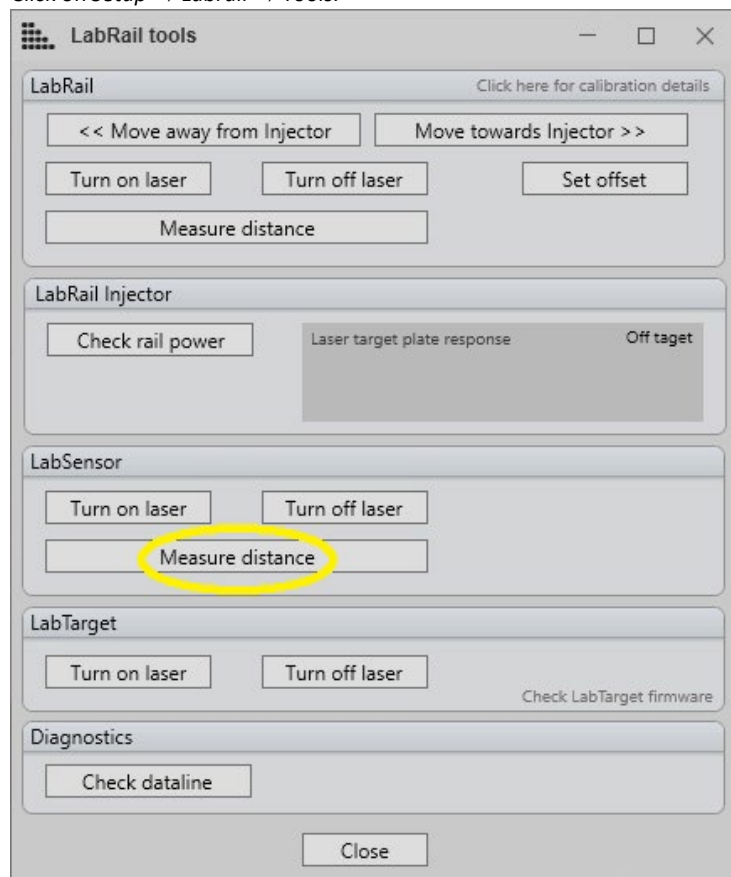 Click on Setup -> Labrail -> Tools.
LabRail tools
LabRail Click here for calibration details
<< Move away from Injector Move towards Injector >>
Turn on laser Turn off laser Set offset
Measure distance
LabRail Injector
Check rail power Laser target plate response Off taget
LabSensor
Turn on laser Turn off laser
Measure distance
LabTarget
Turn on laser Turn off laser
Check LabTarget firmware
Diagnostics
Check dataline
Close